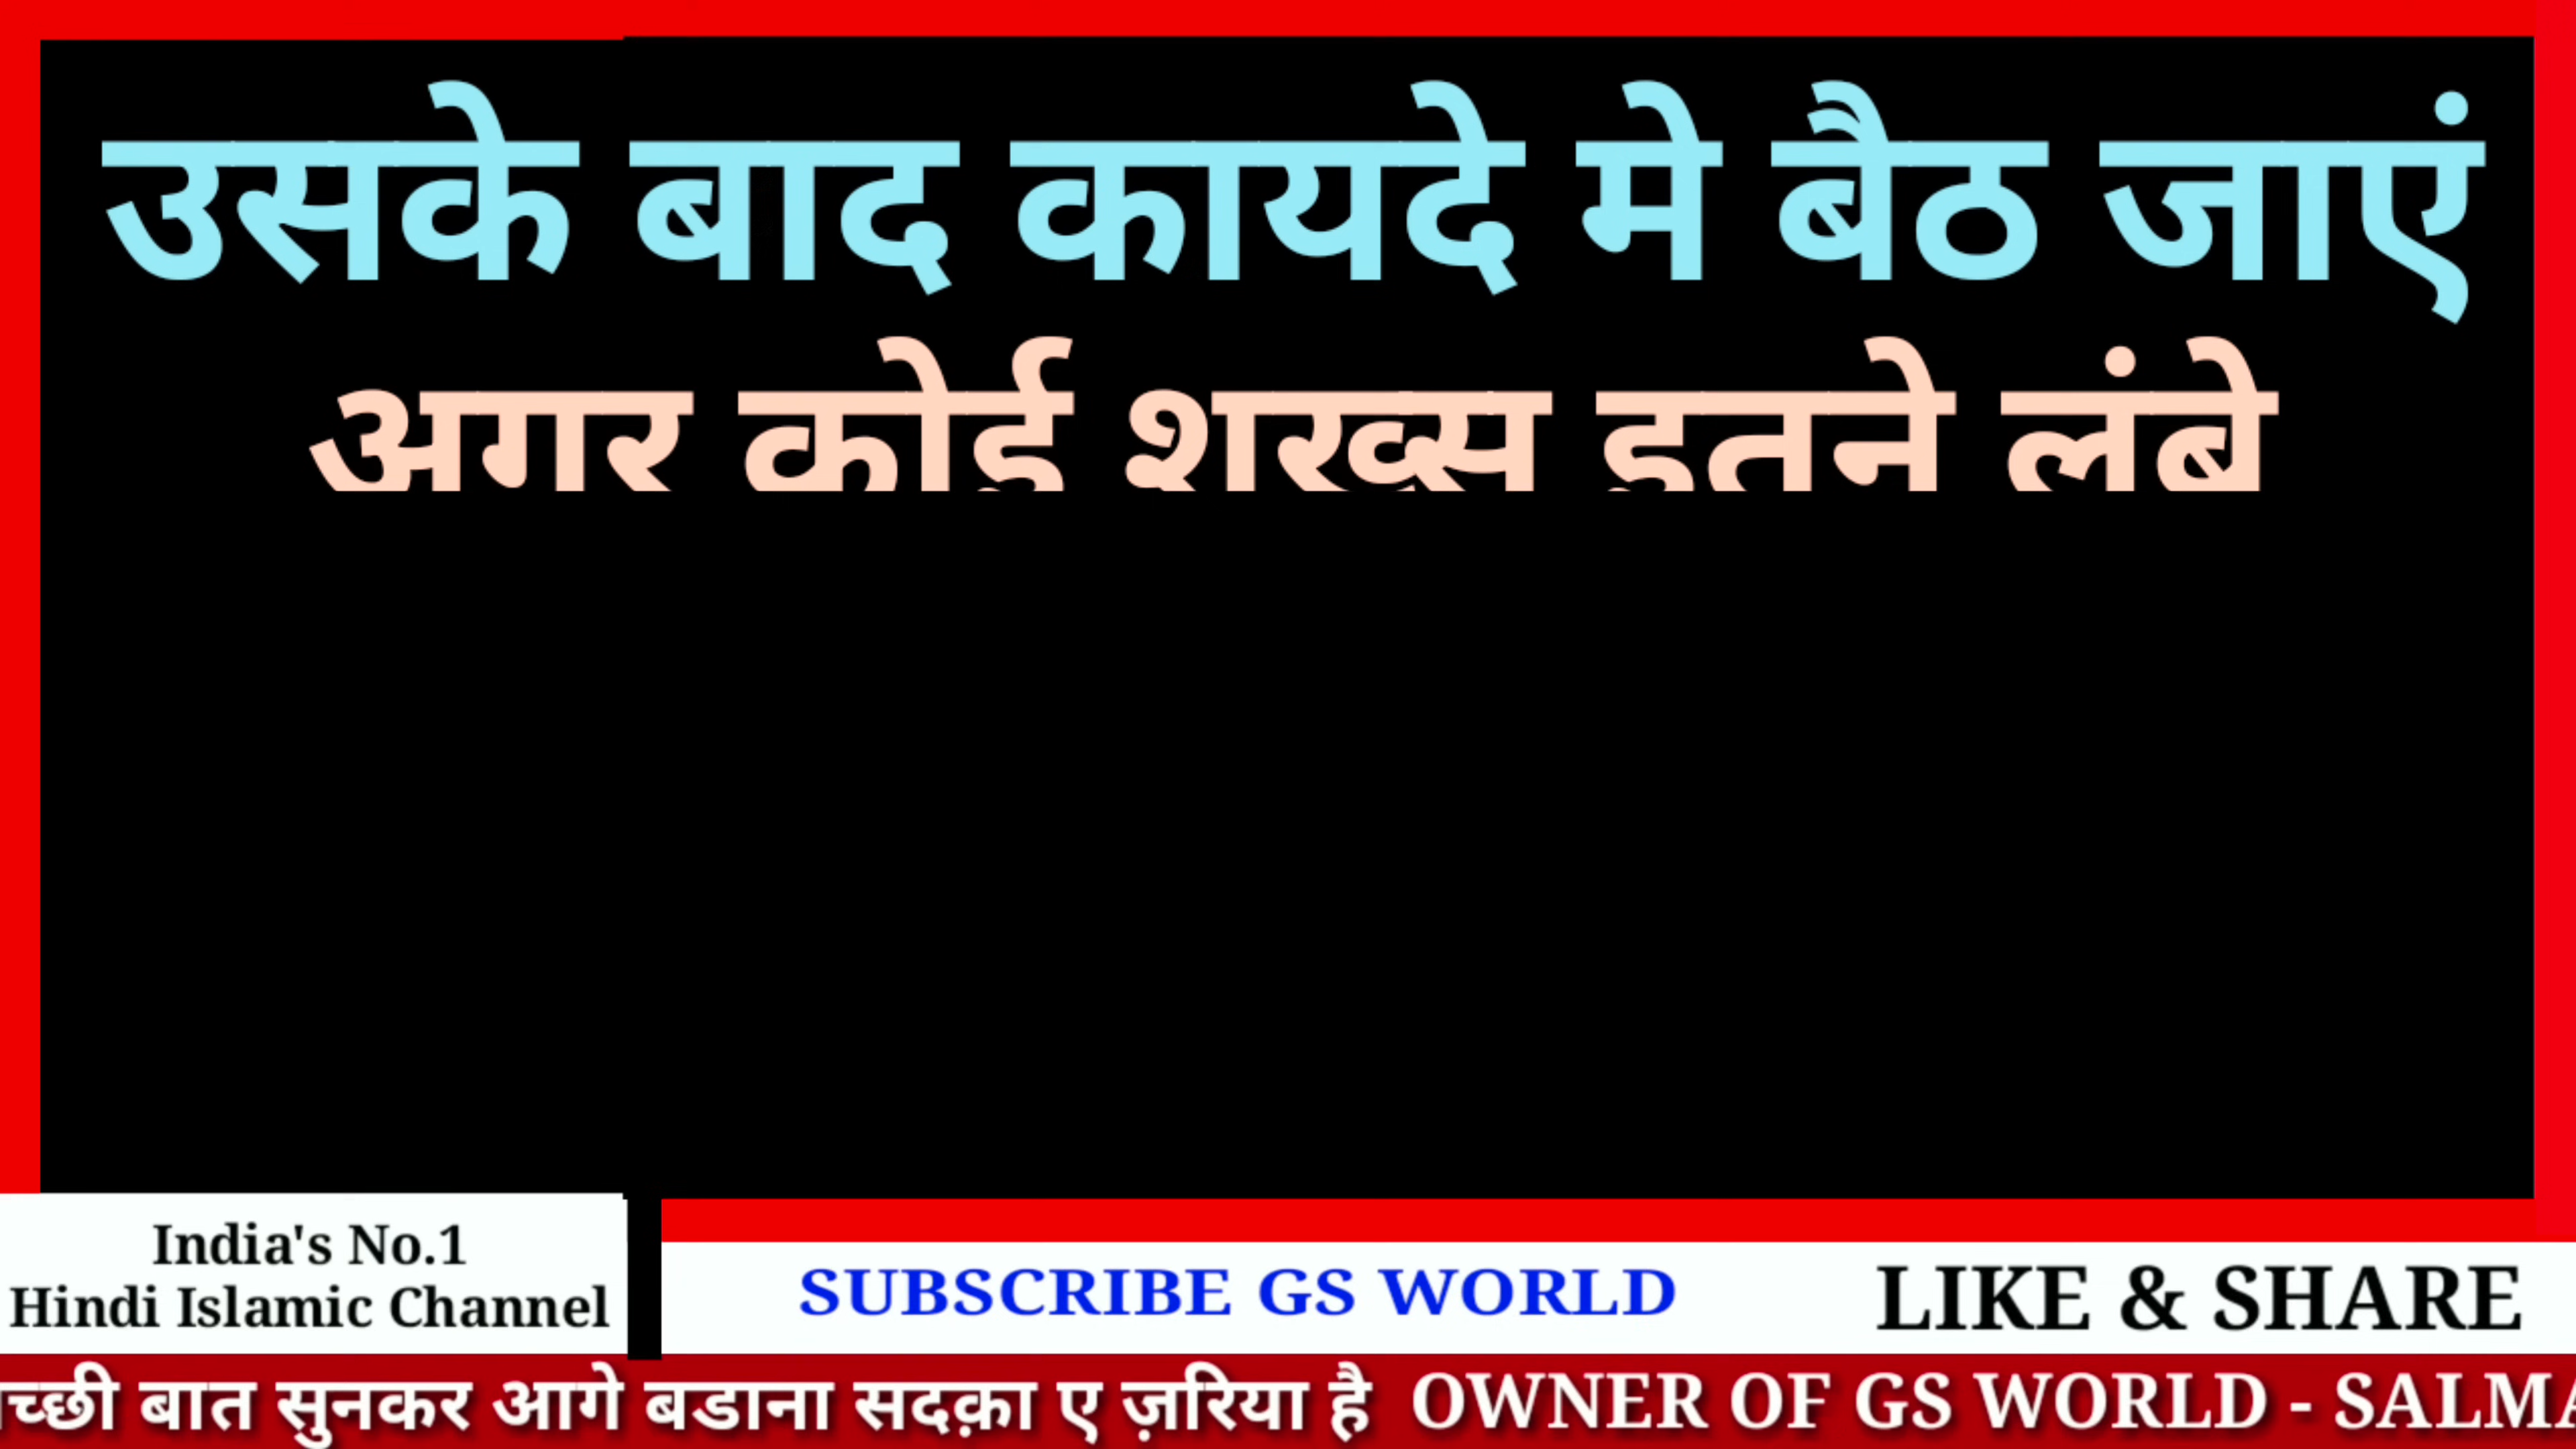 उसके बाद कायदे मे बैठ जाएं
अगर कोई शख्स इतने लंबे
India's No.1
Hindi Islamic Channel
SUBSCRIBE GS WORLD
LIKE & SHARE
बात सुनकर आगे बडाना सदक़ा ए ज़रिया है OWNER OF GS WORLD -